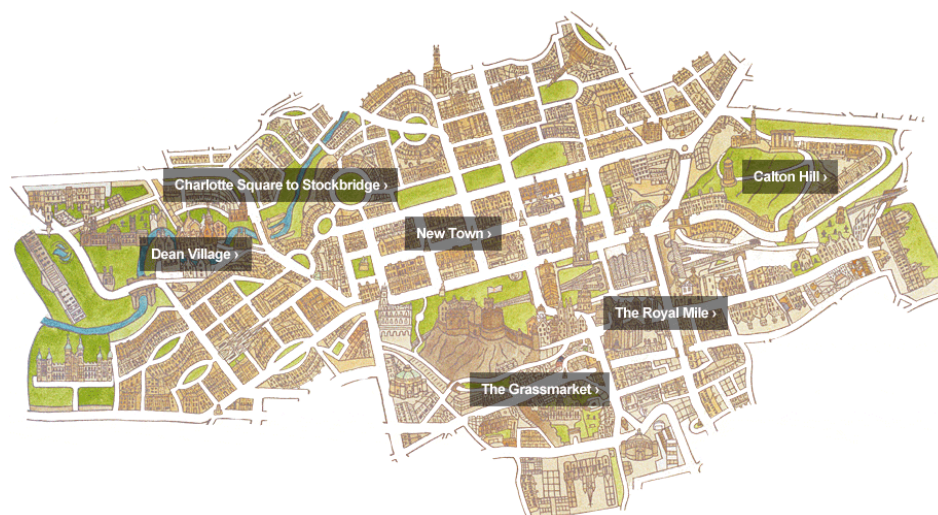 Calton Hill ›
Charlotte Square to Stockbridge ›
New Town ›
Dean Village ›
The Royal Mile ›
The Grassmarket ›